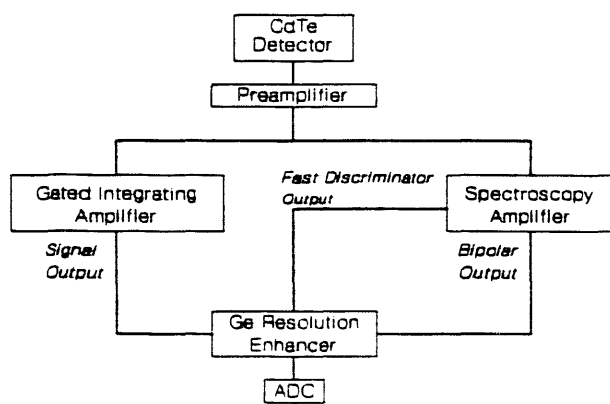 CdTe
Detector
Preamplifier
Gated Integrating
Amplifier
Fast Discriminator
Output
Spectroscopy
Amplifier
Signal
Output
Bipolar
Output
Ge Resolution
Enhancer
ADC